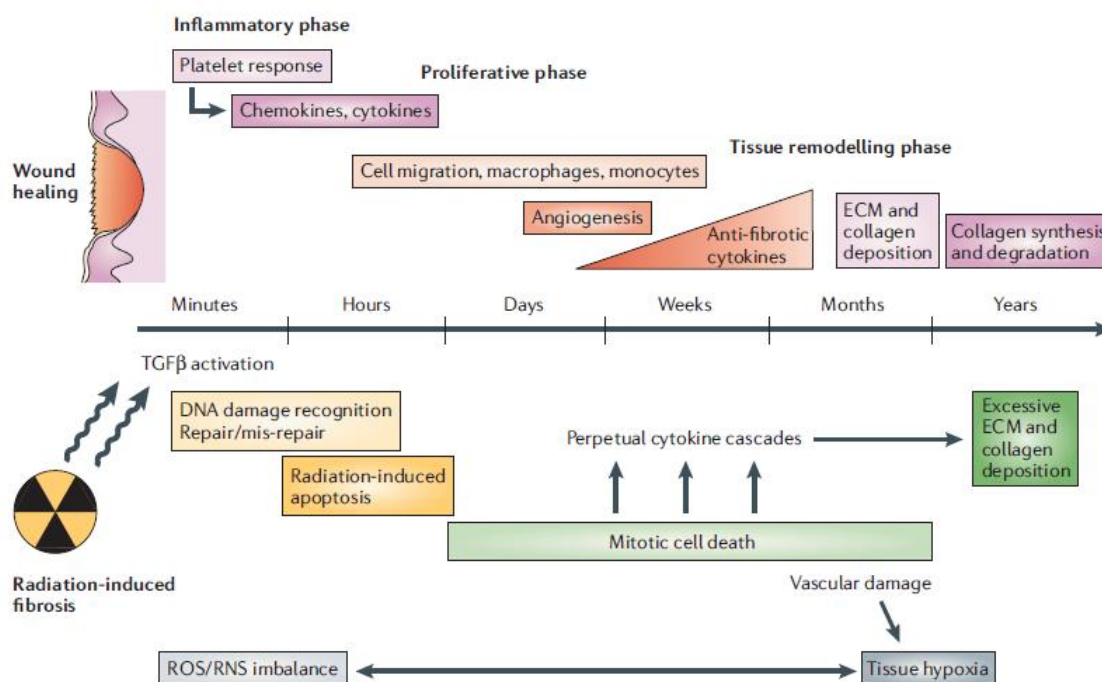 Inflammatory phase
Platelet response
Proliferative phase
Chemokines, cytokines
Wound
healing
Tissue remodelling phase
Cell migration, macrophages, monocytes
Angiogenesis
Anti-fibrotic
cytokines
ECM and
collagen
deposition
Collagen synthesis
and degradation
Minutes
Hours
Days
Weeks
Months
Years
TGFβ activation
DNA damage recognition
Repair/mis-repair
Radiation-induced
apoptosis
Perpetual cytokine cascades
Excessive
ECM and
collagen
deposition
Mitotic cell death
Radiation-induced
fibrosis
Vascular damage
ROS/RNS imbalance
Tissue hypoxia